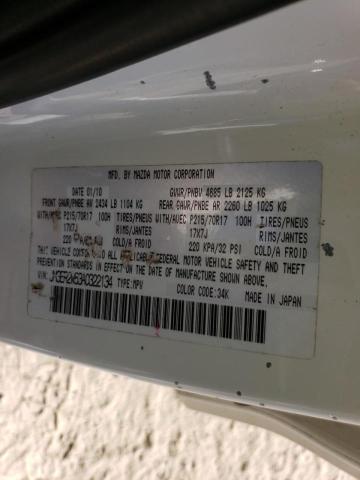 MFD. BY MAZDA MOTOR CORPORATION
DATE 01/10 GVWR/PNBV 4885 LB 2125 KG
FRONT GAWR/PNBE AV 2434 LB 1104 KG REAR GAWR/PNBE AR 2260 LB 1025 KG
WITH/AVEC P215/70R17 100H TIRES/PNEUS WITH/AVEC P215/70R17 100H TIRES/PNEUS
17X7J RIMS/JANTES 17X7J RIMS/JANTES
220 COLD/A FROID 220 KPA/32 PSI COLD/A FROID
THIS VEHICLE CONFORMS TO ALL APPLICABLE FEDERAL MOTOR VEHICLE SAFETY AND THEFT
PREVENTION STANDARDS IN EFFECT ON THE DATE OF MANUFACTURE SHOWN ABOVE.
VIN: TYPE: MPV COLOR CODE: 34K MADE IN JAPAN